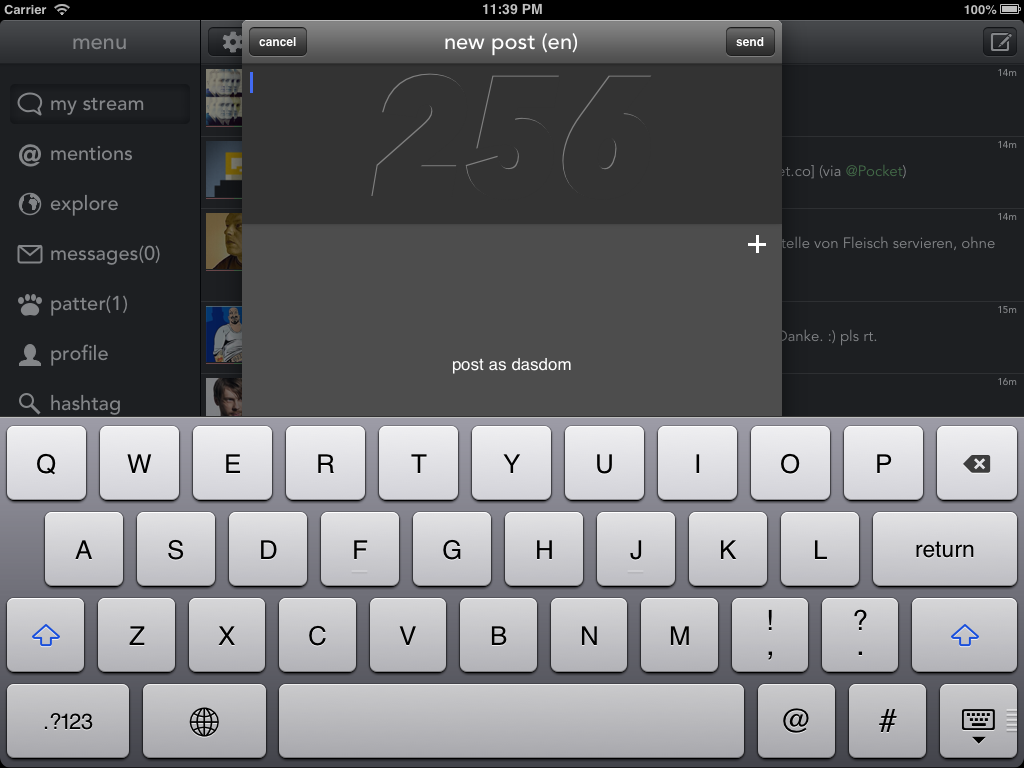 Carrier 11:39 PM 100%
menu
cancel new post (en) send
256
my stream
mentions
explore
messages(0)
patter(1)
profile
hashtag
14m
14m
et.co] (via @Pocket)
14m
telle von Fleisch servieren, ohne
15m
Danke. :) pls rt.
16m
post as dasdom
Q W E R T Y U I O P
A S D F G H J K L return
Z X C V B N M ! , ? .
.?123 @ #